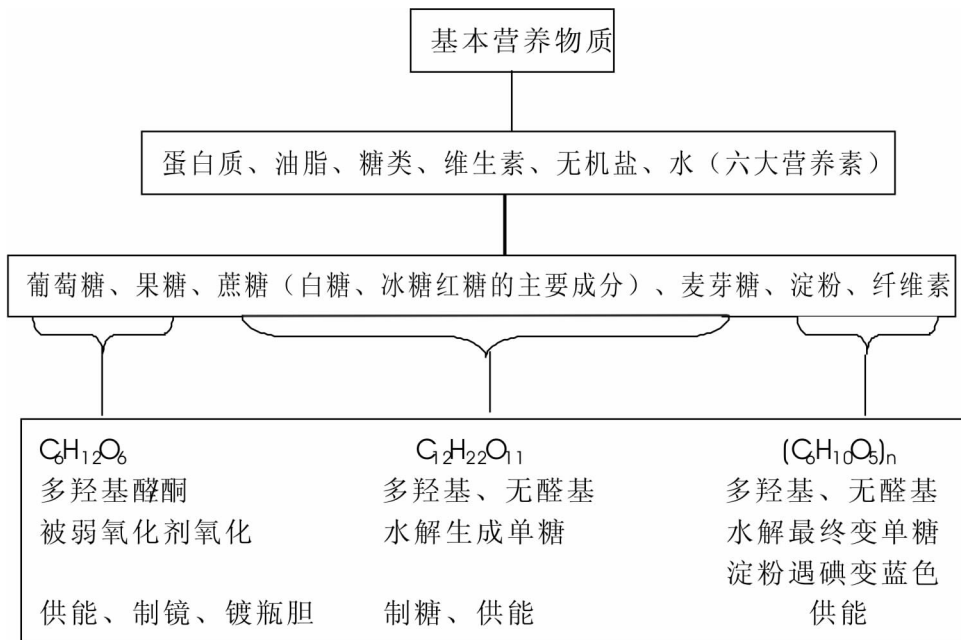 基本营养物质
蛋白质、油脂、糖类、维生素、无机盐、水（六大营养素）
葡萄糖、果糖、蔗糖（白糖、冰糖红糖的主要成分）、麦芽糖、淀粉、纤维素
C6H12O6 C12H22O11 (C6H10O5)n
多羟基醛酮 多羟基、无醛基 多羟基、无醛基
被弱氧化剂氧化 水解生成单糖 水解最终变单糖
淀粉遇碘变蓝色
供能、制镜、镀瓶胆 制糖、供能 供能